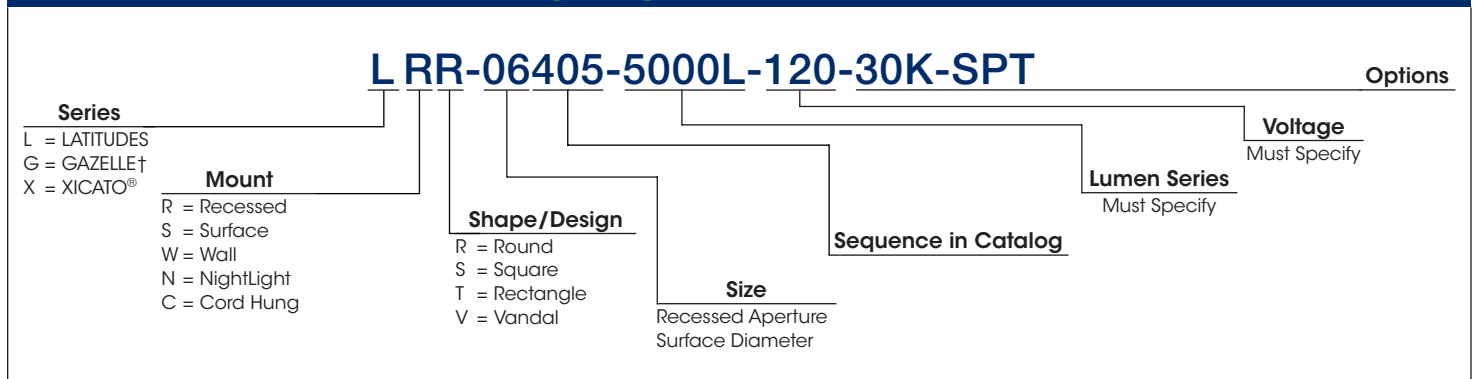 L RR-06405-5000L-120-30K-SPT
Options
Series
L = LATITUDES
G = GAZELLE†
X = XICATO®
Mount
R = Recessed
S = Surface
W = Wall
N = NightLight
C = Cord Hung
Shape/Design
R = Round
S = Square
T = Rectangle
V = Vandal
Size
Recessed Aperture
Surface Diameter
Sequence in Catalog
Lumen Series
Must Specify
Voltage
Must Specify